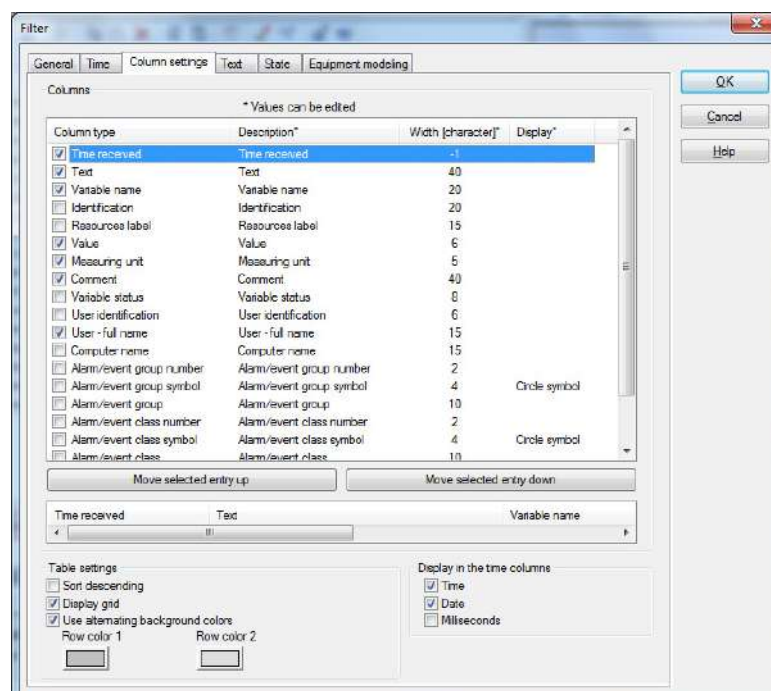 Filter
General Time Column settings Text State Equipment modeling
OK
Cancel
Help
Columns
* Values can be edited
Column type Description* Width [character]* Display*
Time received Time received -1
Text Text 40
Variable name Variable name 20
Identification Identification 20
Resources label Resources label 15
Value Value 6
Measuring unit Measuring unit 5
Comment Comment 40
Variable status Variable status 8
User identification User identification 6
User - full name User - full name 15
Computer name Computer name 15
Alarm/event group number Alarm/event group number 2
Alarm/event group symbol Alarm/event group symbol 4 Circle symbol
Alarm/event group Alarm/event group 10
Alarm/event class number Alarm/event class number 2
Alarm/event class symbol Alarm/event class symbol 4 Circle symbol
Alarm/event class Alarm/event class 10
Move selected entry up Move selected entry down
Time received Text Variable name
Table settings
Sort descending
Display grid
Use alternating background colors
Row color 1 Row color 2
Display in the time columns
Time
Date
Milliseconds